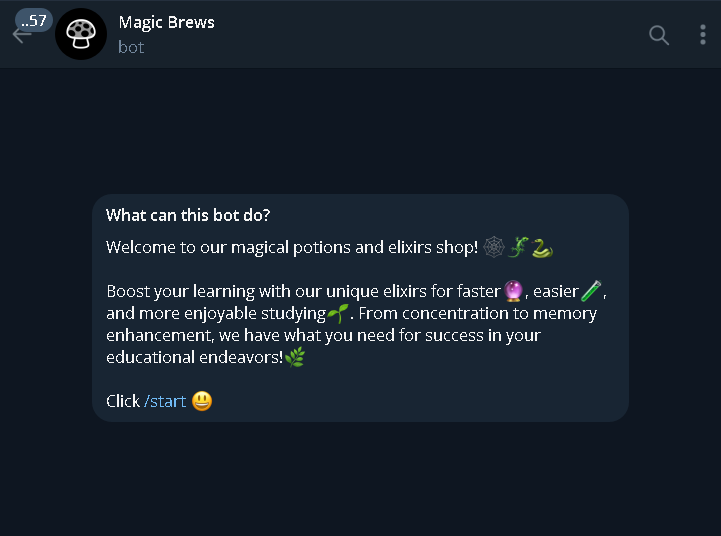 ..57
Magic Brews
bot
What can this bot do?
Welcome to our magical potions and elixirs shop! 🕸🦎🐍
Boost your learning with our unique elixirs for faster🔮, easier🧪,
and more enjoyable studying🌱. From concentration to memory
enhancement, we have what you need for success in your
educational endeavors!🌿
Click /start 😃